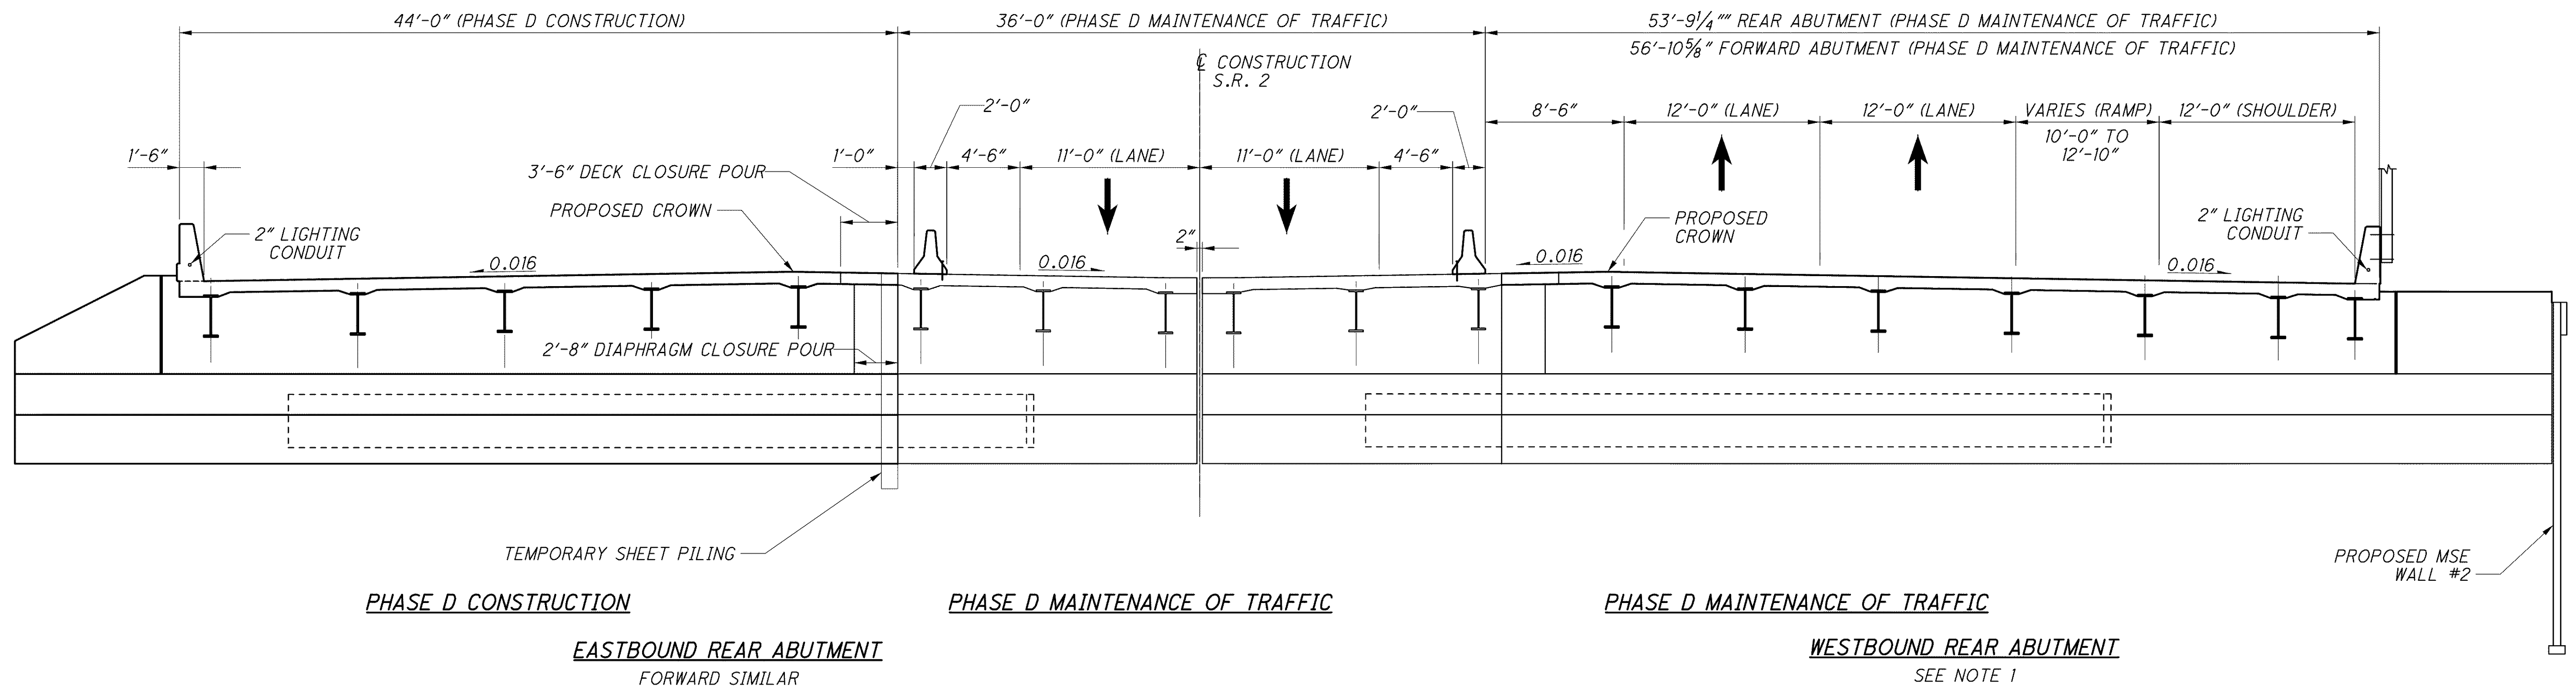 44'-0" (PHASE D CONSTRUCTION)
36'-0" (PHASE D MAINTENANCE OF TRAFFIC)
53'-9¼"" REAR ABUTMENT (PHASE D MAINTENANCE OF TRAFFIC)
56'-10⅝" FORWARD ABUTMENT (PHASE D MAINTENANCE OF TRAFFIC)
℄ CONSTRUCTION
S.R. 2
2'-0"
2'-0"
8'-6"
12'-0" (LANE)
12'-0" (LANE)
VARIES (RAMP)
10'-0" TO
12'-10"
12'-0" (SHOULDER)
1'-6"
1'-0"
4'-6"
11'-0" (LANE)
11'-0" (LANE)
4'-6"
3'-6" DECK CLOSURE POUR
PROPOSED CROWN
2" LIGHTING
CONDUIT
2"
PROPOSED
CROWN
2" LIGHTING
CONDUIT
0.016
0.016
0.016
0.016
2'-8" DIAPHRAGM CLOSURE POUR
TEMPORARY SHEET PILING
PROPOSED MSE
WALL #2
PHASE D CONSTRUCTION
PHASE D MAINTENANCE OF TRAFFIC
PHASE D MAINTENANCE OF TRAFFIC
EASTBOUND REAR ABUTMENT
FORWARD SIMILAR
WESTBOUND REAR ABUTMENT
SEE NOTE 1